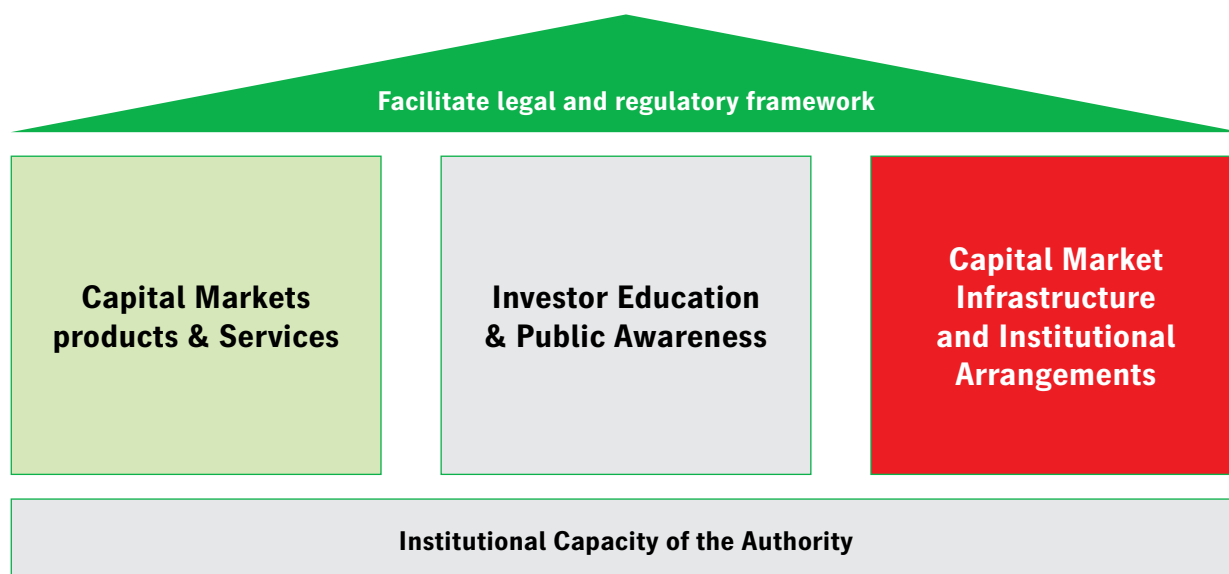 Facilitate legal and regulatory framework
Capital Markets
products & Services
Investor Education
& Public Awareness
Capital Market
Infrastructure
and Institutional
Arrangements
Institutional Capacity of the Authority